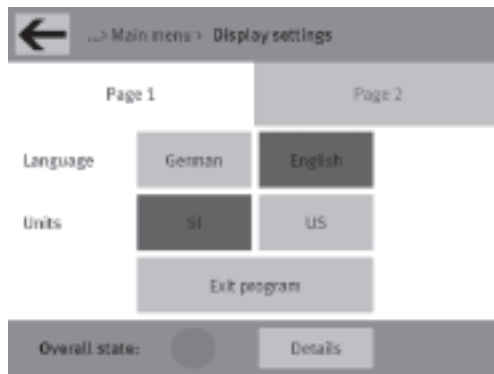 ...> Main menu > Display settings
Page 1 Page 2
Language German English
Units SI US
Exit program
Overall state: Details